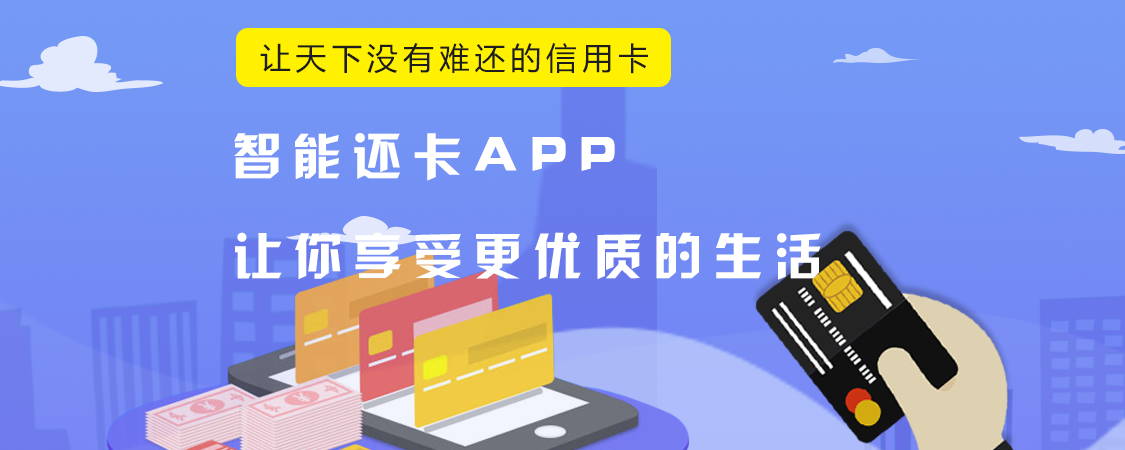 让天下没有难还的信用卡
智能还卡APP
让你享受更优质的生活